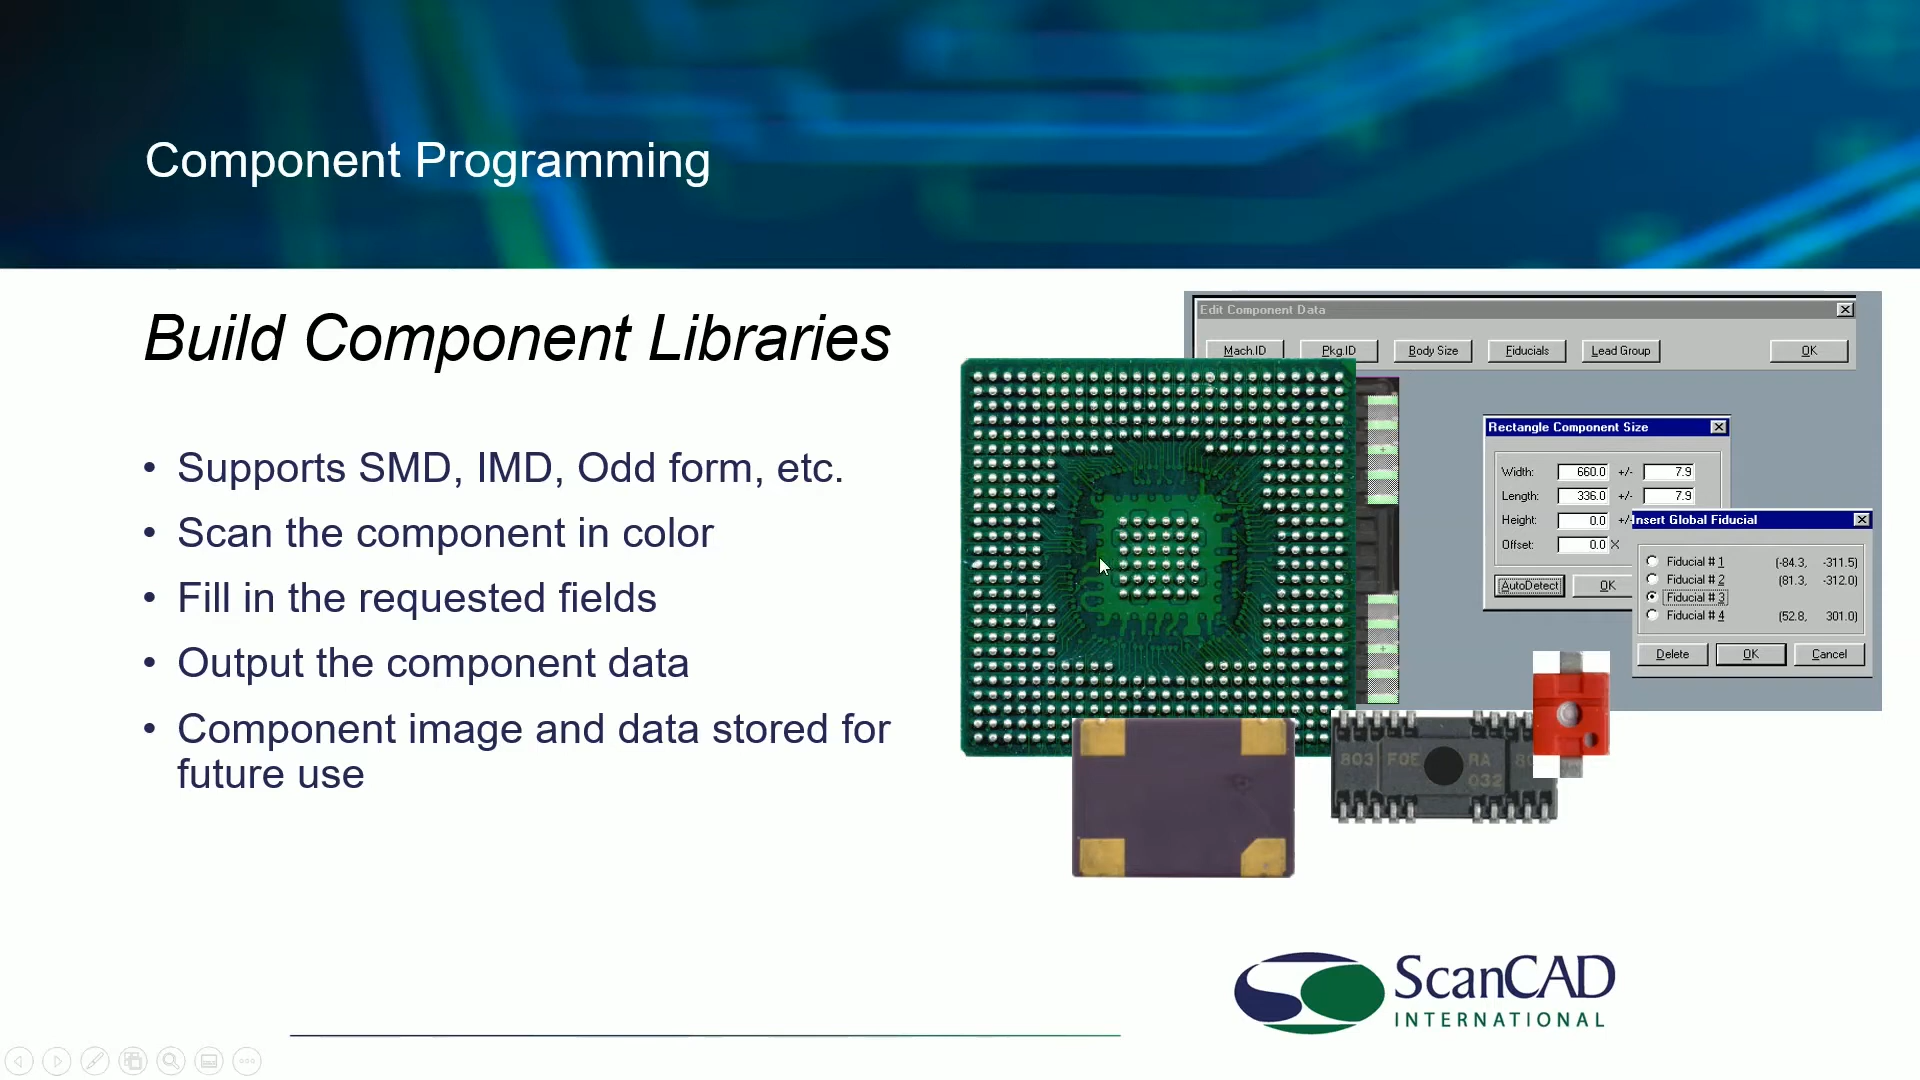 Component Programming
Build Component Libraries
• Supports SMD, IMD, Odd form, etc.
• Scan the component in color
• Fill in the requested fields
• Output the component data
• Component image and data stored for
future use
Edit Component Data
Mach.ID Pkg.ID Body Size Fiducials Lead Group OK
Rectangle Component Size
Width: 660.0 +/- 7.9
Length: 336.0 +/- 7.9
Height: 0.0 +/-
Offset: 0.0 X
AutoDetect OK
Insert Global Fiducial
Fiducial # 1 (-84.3, -311.5)
Fiducial # 2 (81.3, -312.0)
Fiducial # 3
Fiducial # 4 (52.8, 301.0)
Delete OK Cancel
803 FOE RA
032
ScanCAD
INTERNATIONAL